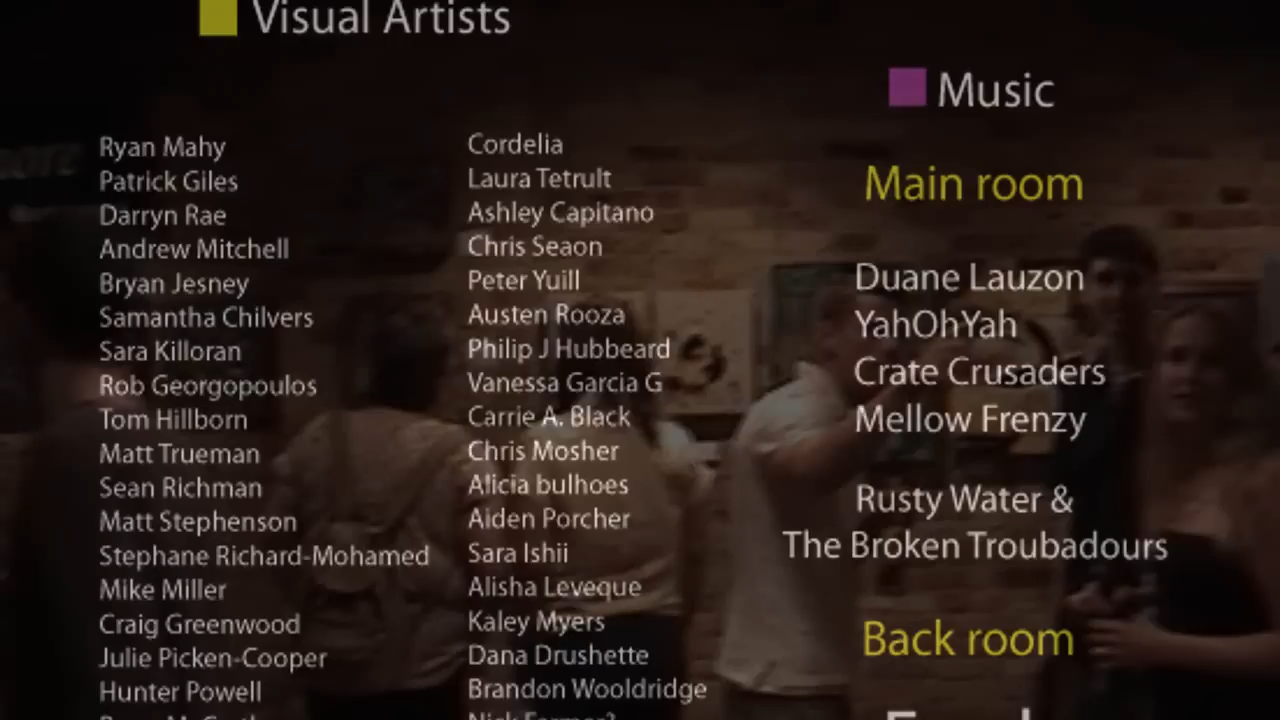 Visual Artists
Ryan Mahy
Patrick Giles
Darryn Rae
Andrew Mitchell
Bryan Jesney
Samantha Chilvers
Sara Killoran
Rob Georgopoulos
Tom Hillborn
Matt Trueman
Sean Richman
Matt Stephenson
Stephane Richard-Mohamed
Mike Miller
Craig Greenwood
Julie Picken-Cooper
Hunter Powell
Cordelia
Laura Tetrult
Ashley Capitano
Chris Seaon
Peter Yuill
Austen Rooza
Philip J Hubbeard
Vanessa Garcia G
Carrie A. Black
Chris Mosher
Alicia bulhoes
Aiden Porcher
Sara Ishii
Alisha Leveque
Kaley Myers
Dana Drushette
Brandon Wooldridge
Music
Main room
Duane Lauzon
YahOhYah
Crate Crusaders
Mellow Frenzy
Rusty Water &
The Broken Troubadours
Back room